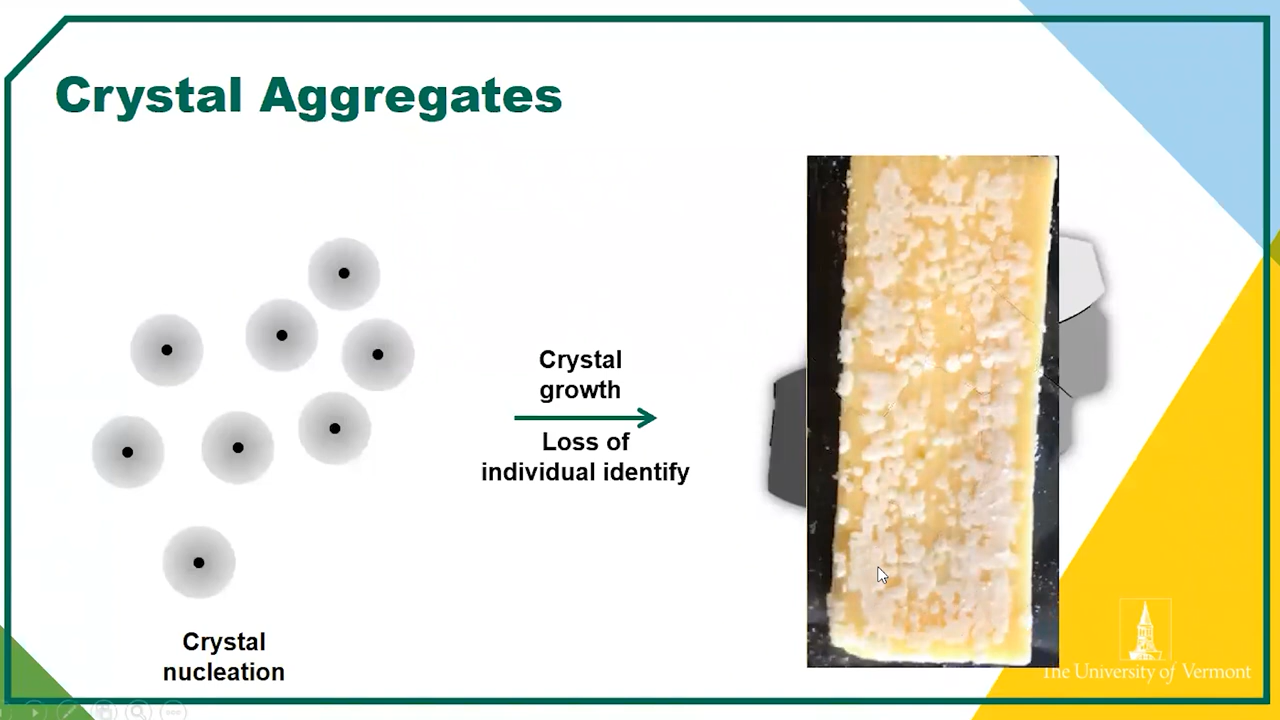 Crystal Aggregates
Crystal
growth
Loss of
individual identify
Crystal
nucleation
The University of Vermont